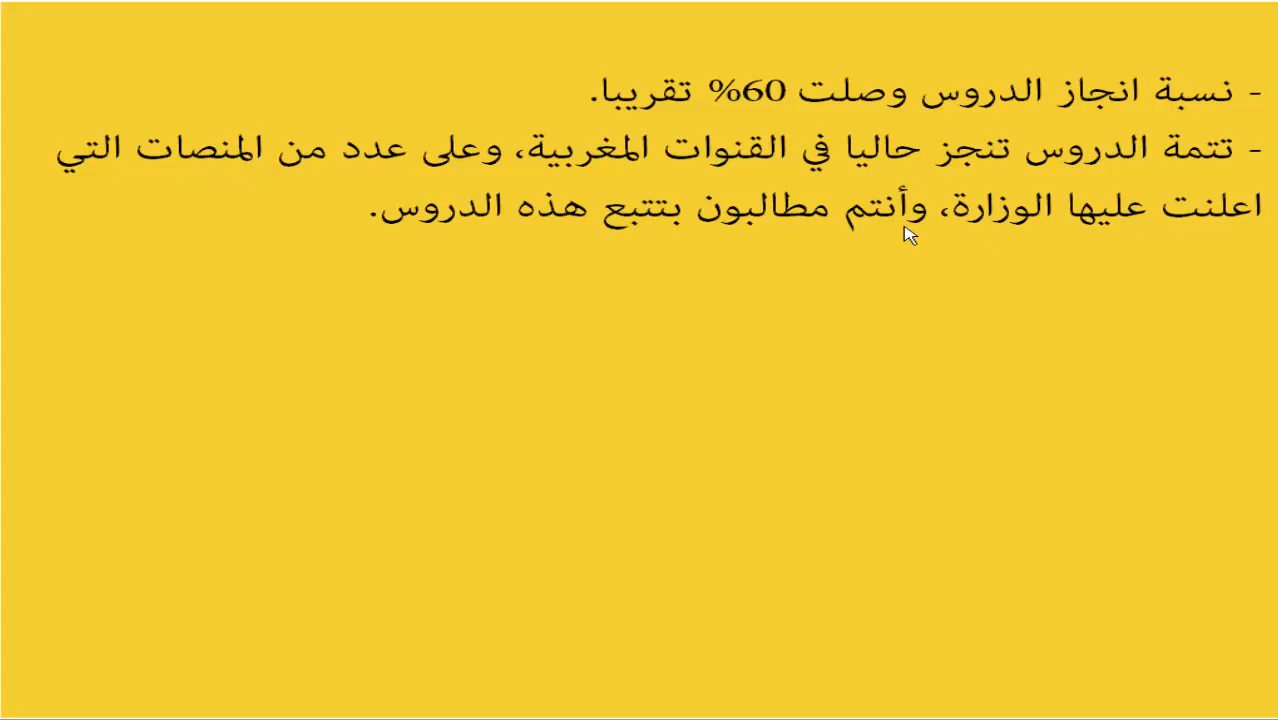 - نسبة انجاز الدروس وصلت 60% تقريبا.
- تتمة الدروس تنجز حاليا في القنوات المغربية، وعلى عدد من المنصات التي
اعلنت عليها الوزارة، وأنتم مطالبون بتتبع هذه الدروس.